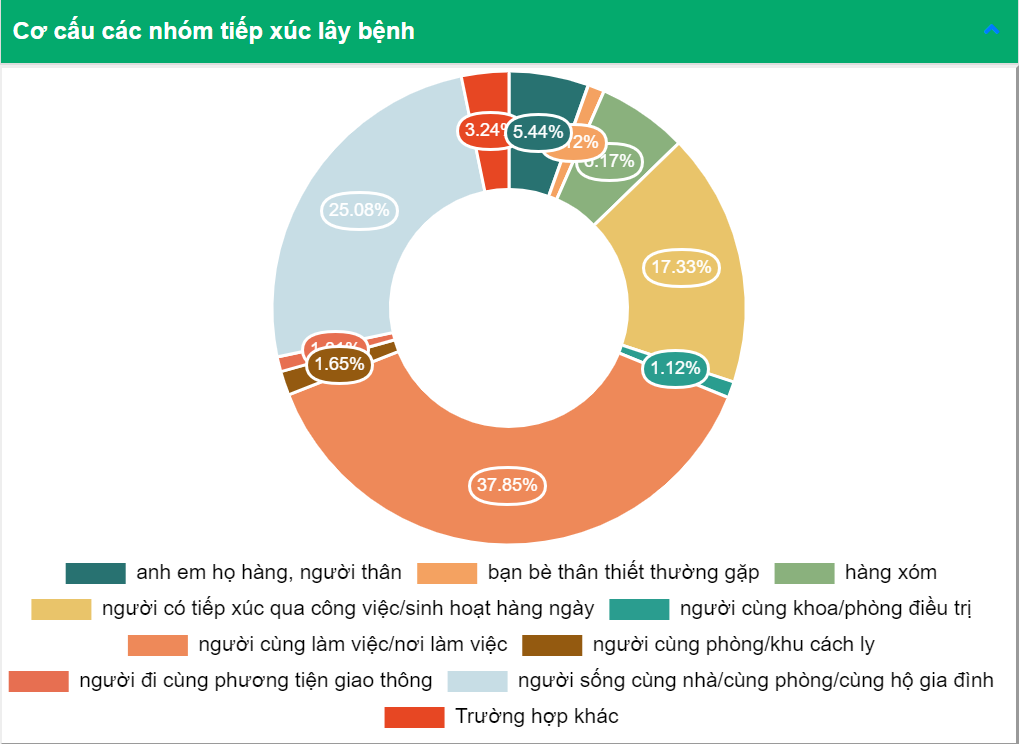 Cơ cấu các nhóm tiếp xúc lây bệnh
3.24% 5.44%
25.08%
17.33%
1.65% 1.12%
37.85%
anh em họ hàng, người thân bạn bè thân thiết thường gặp hàng xóm
người có tiếp xúc qua công việc/sinh hoạt hàng ngày người cùng khoa/phòng điều trị
người cùng làm việc/nơi làm việc người cùng phòng/khu cách ly
người đi cùng phương tiện giao thông người sống cùng nhà/cùng phòng/cùng hộ gia đình
Trường hợp khác